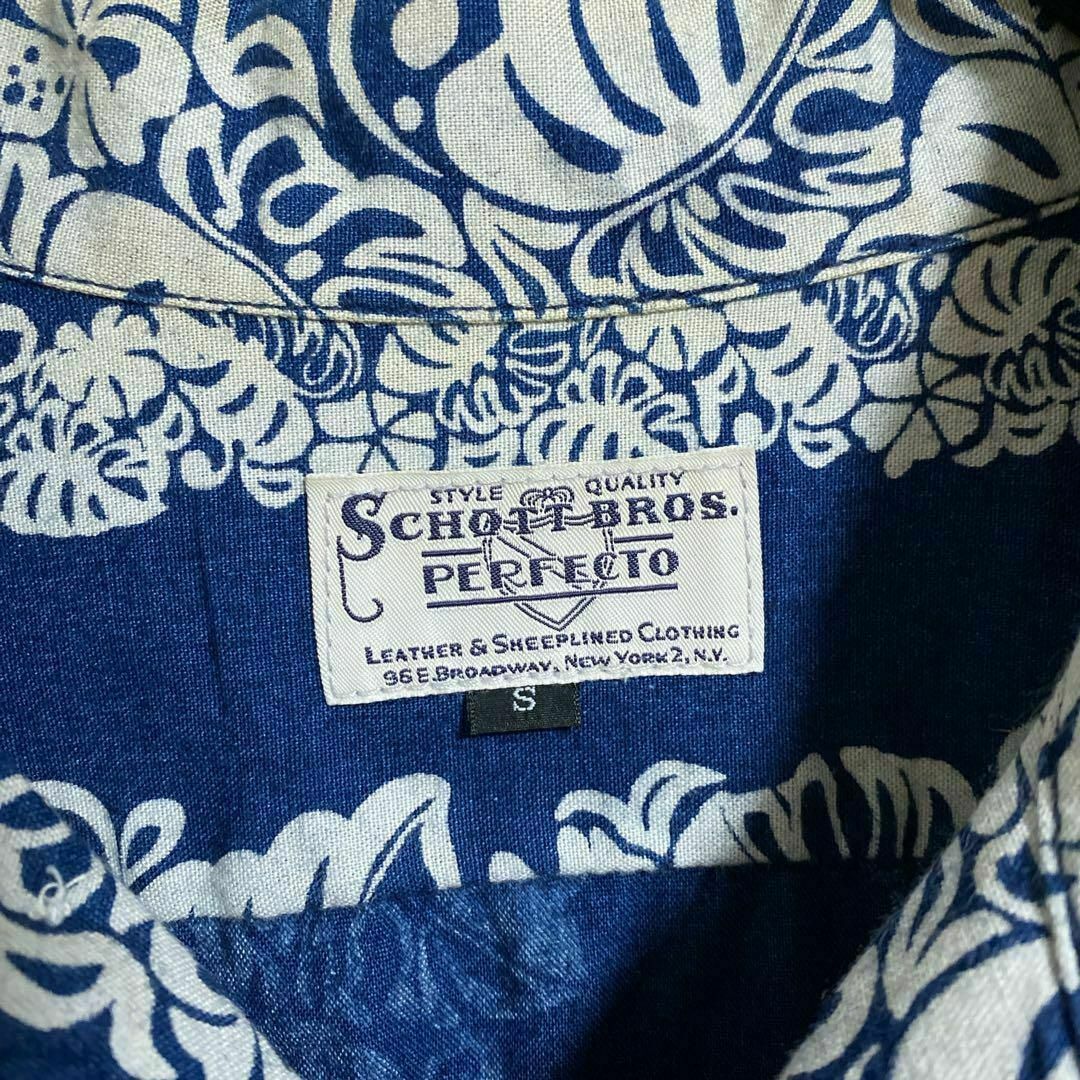 STYLE QUALITY
SCHOTT BROS.
PERFECTO
LEATHER & SHEEPLINED CLOTHING
96 E. BROADWAY, NEW YORK 2, N.Y.
S